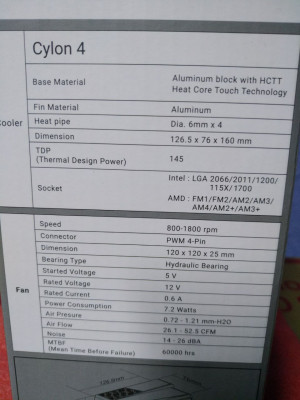 Cylon 4
Base Material Aluminum block with HCTT
Heat Core Touch Technology
Fin Material Aluminum
Cooler
Heat pipe Dia. 6mm x 4
Dimension 126.5 x 76 x 160 mm
TDP
(Thermal Design Power) 145
Socket Intel : LGA 2066/2011/1200/
115X/1700
AMD : FM1/FM2/AM2/AM3/
AM4/AM2+/AM3+
Fan
Speed 800-1800 rpm
Connector PWM 4-Pin
Dimension 120 x 120 x 25 mm
Bearing Type Hydraulic Bearing
Started Voltage 5 V
Rated Voltage 12 V
Rated Current 0.6 A
Power Consumption 7.2 Watts
Air Presure 0.72 - 1.21 mm-H2O
Air Flow 26.1 - 52.5 CFM
Noise 14 - 26 dBA
MTBF
(Mean Time Before Failure) 60000 hrs